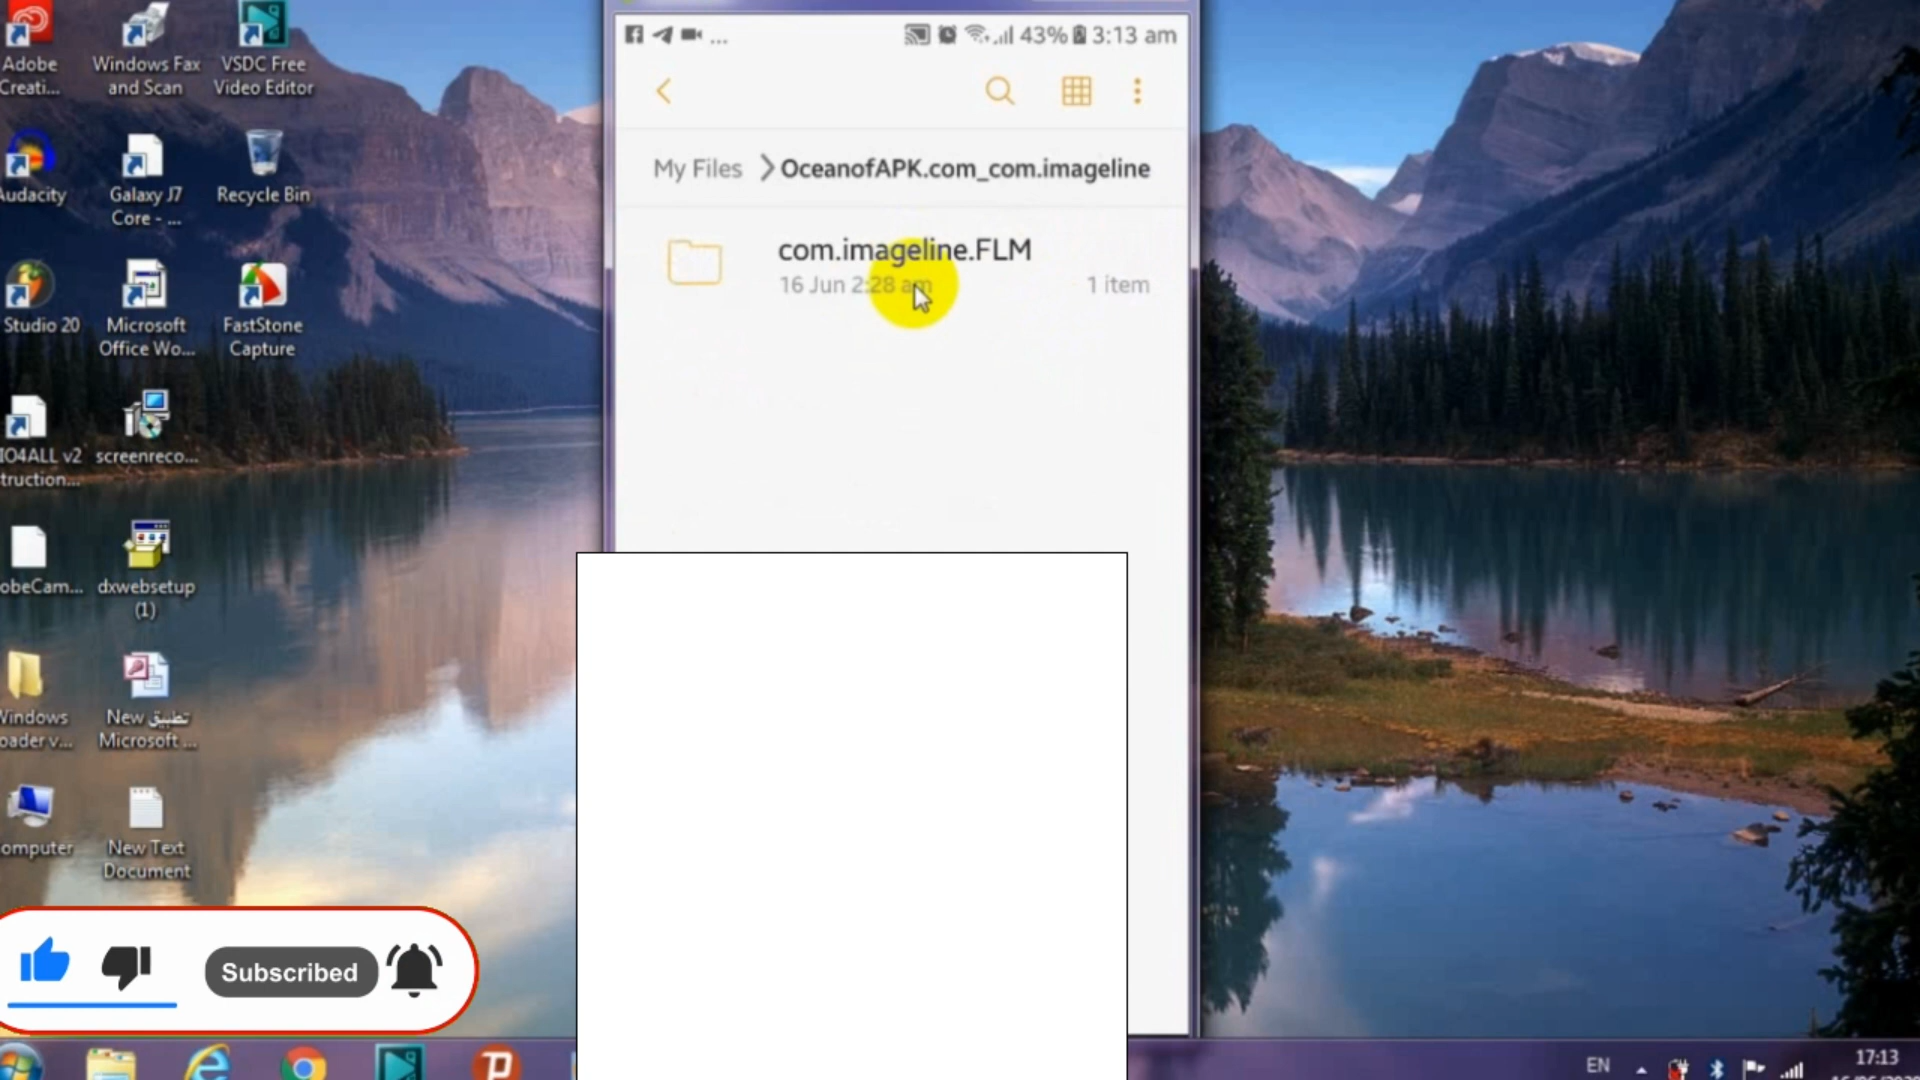 Adobe
Creati...
Windows Fax
and Scan
VSDC Free
Video Editor
Audacity
Galaxy J7
Core - ...
Recycle Bin
Studio 20
Microsoft
Office Wo...
FastStone
Capture
IO4ALL v2
truction...
screenreco...
obeCam...
dxwebsetup
(1)
Windows
oader v...
New تطبيق
Microsoft ...
omputer
New Text
Document
... 43% 3:13 am
My Files > OceanofAPK.com_com.imageline
com.imageline.FLM
16 Jun 2:28 am
1 item
Subscribed
EN
17:13